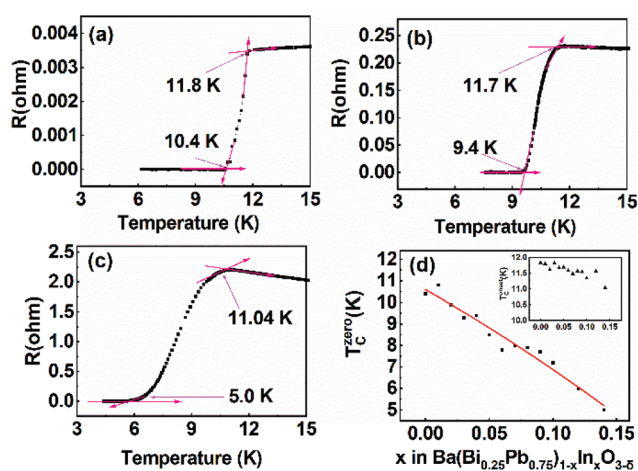 (a)
0.004
0.003
0.002
0.001
0.000
R(ohm)
11.8 K
10.4 K
3 6 9 12 15
Temperature (K)
(b)
0.25
0.20
0.15
0.10
0.05
0.00
R(ohm)
11.7 K
9.4 K
3 6 9 12 15
Temperature (K)
(c)
2.5
2.0
1.5
1.0
0.5
0.0
R(ohm)
11.04 K
5.0 K
3 6 9 12 15
Temperature (K)
(d)
12
11
10
9
8
7
6
5
T_C^zero(K)
12.0
11.5
11.0
10.5
10.0
T_C^onset(K)
0.00 0.05 0.10 0.15
0.00 0.05 0.10 0.15
x in Ba(Bi₀.₂₅Pb₀.₇₅)₁₋ₓInₓO₃₋δ